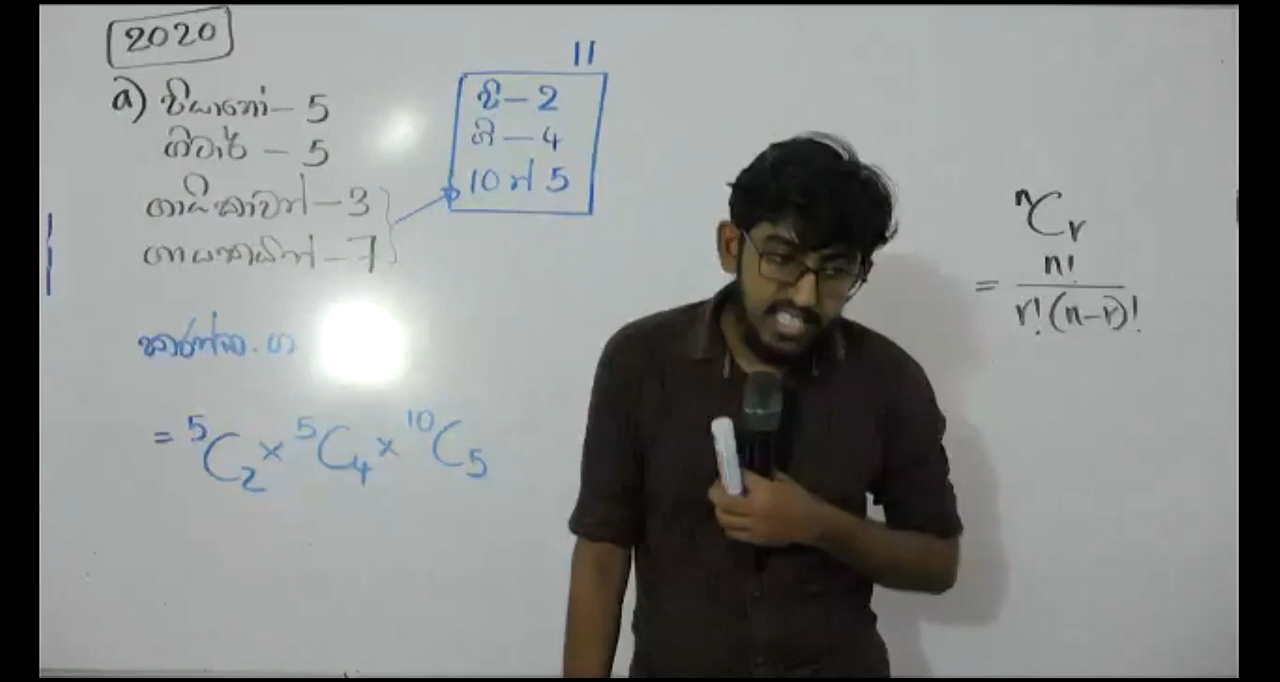 2020
a) පියානෝ - 5
ගිටාර් - 5
ගායිකාවන් - 3
ගායකයින් - 7
11
පි - 2
ගි - 4
10 න් 5
= ⁵C₂ × ⁵C₄ × ¹⁰C₅
ⁿCᵣ
= n! / r!(n-r)!